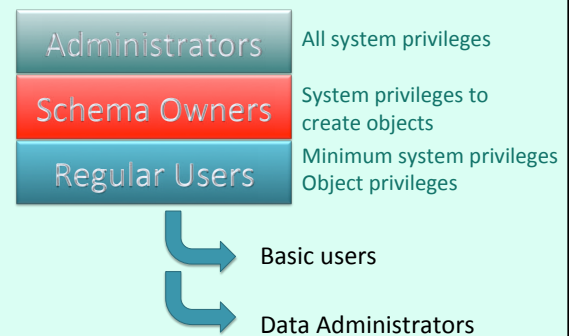 Administrators
All system privileges
Schema Owners
System privileges to
create objects
Regular Users
Minimum system privileges
Object privileges
Basic users
Data Administrators